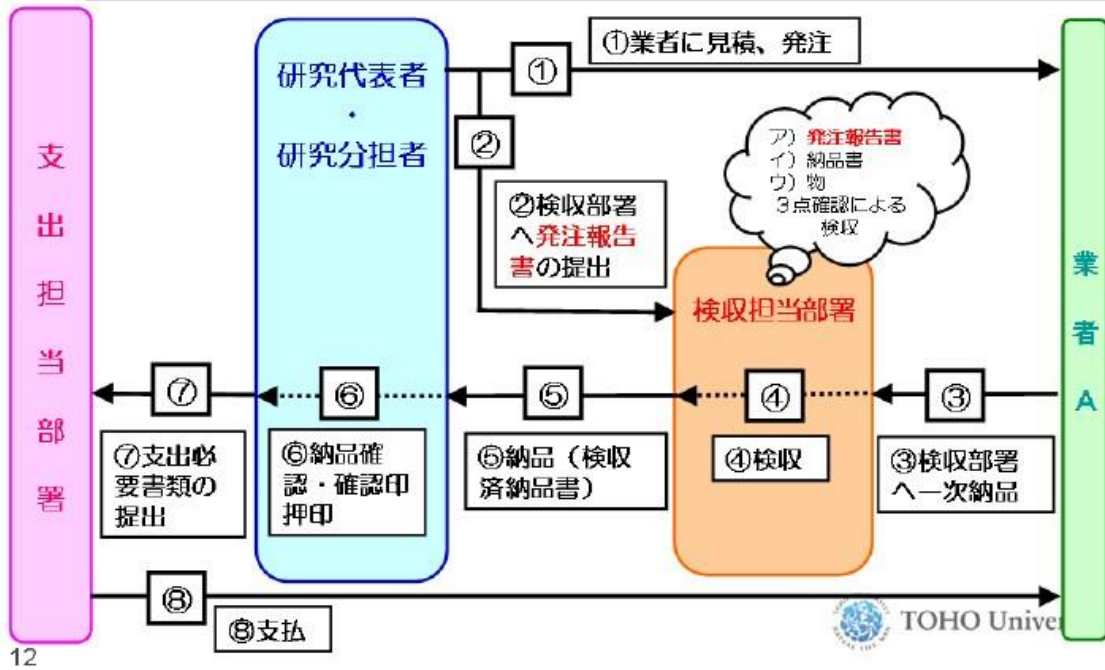 ①業者に見積、発注
研究代表者
・
研究分担者
①
②
ア）発注報告書
イ）納品書
ウ）物
３点確認による
検収
②検収部署
へ発注報告
書の提出
支出担当部署
業者A
検収担当部署
⑦
⑥
⑤
④
③
⑦支出必
要書類の
提出
⑥納品確
認・確認印
押印
⑤納品（検収
済納品書）
④検収
③検収部署
へ一次納品
⑧
⑧支払
TOHO Univer
12